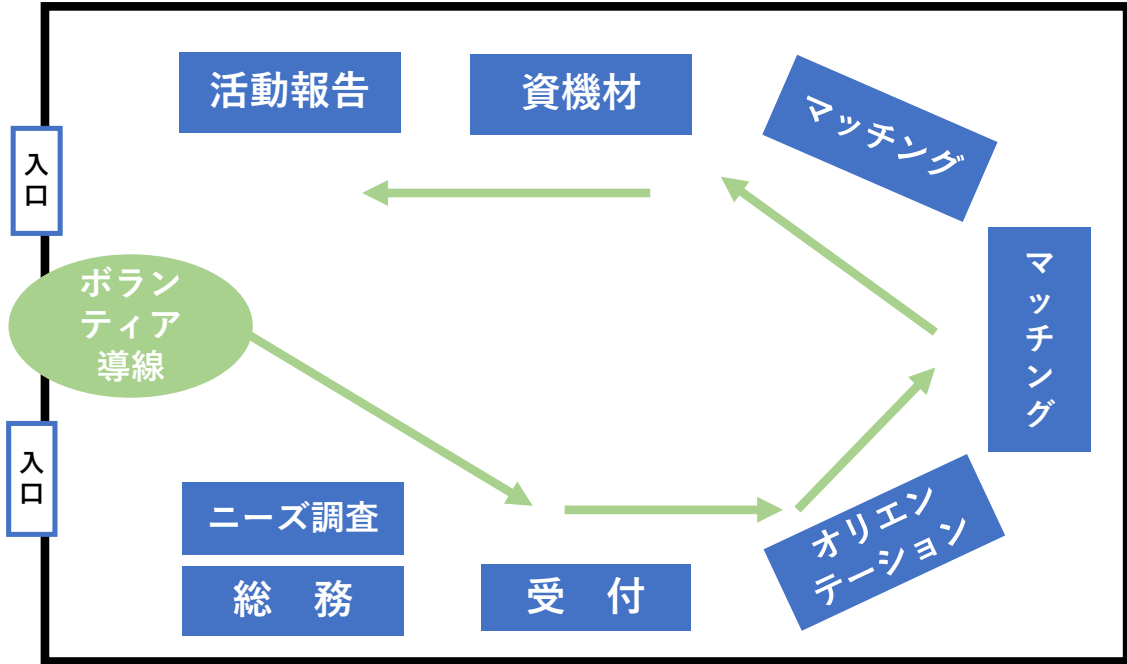 活動報告
資機材
マッチング
入口
ボラン
ティア
導線
マッチング
入口
ニーズ調査
オリエン
テーション
総　務
受　付